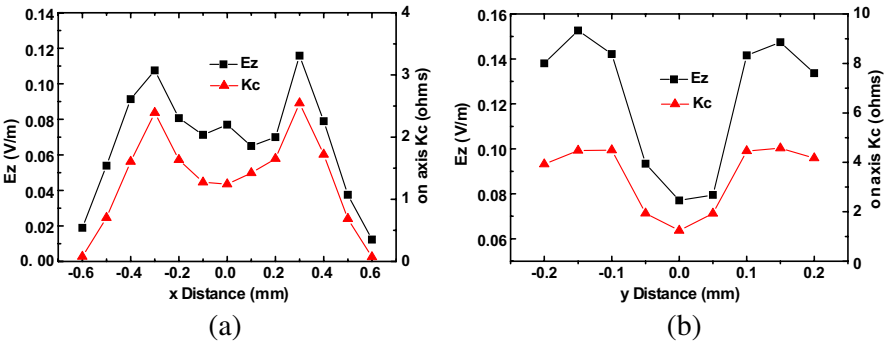 0.14
0.12
0.10
0.08
0.06
0.04
0.02
0. 00
Ez (V/m)
4
3
2
1
0
on axis Kc (ohms)
Ez
Kc
-0.6 -0.4 -0.2 0.0 0.2 0.4 0.6
x Distance (mm)
(a)
0.16
0.14
0.12
0.10
0.08
0.06
Ez (V/m)
10
8
6
4
2
0
on axis Kc (ohms)
Ez
Kc
-0.2 -0.1 0.0 0.1 0.2
y Distance (mm)
(b)